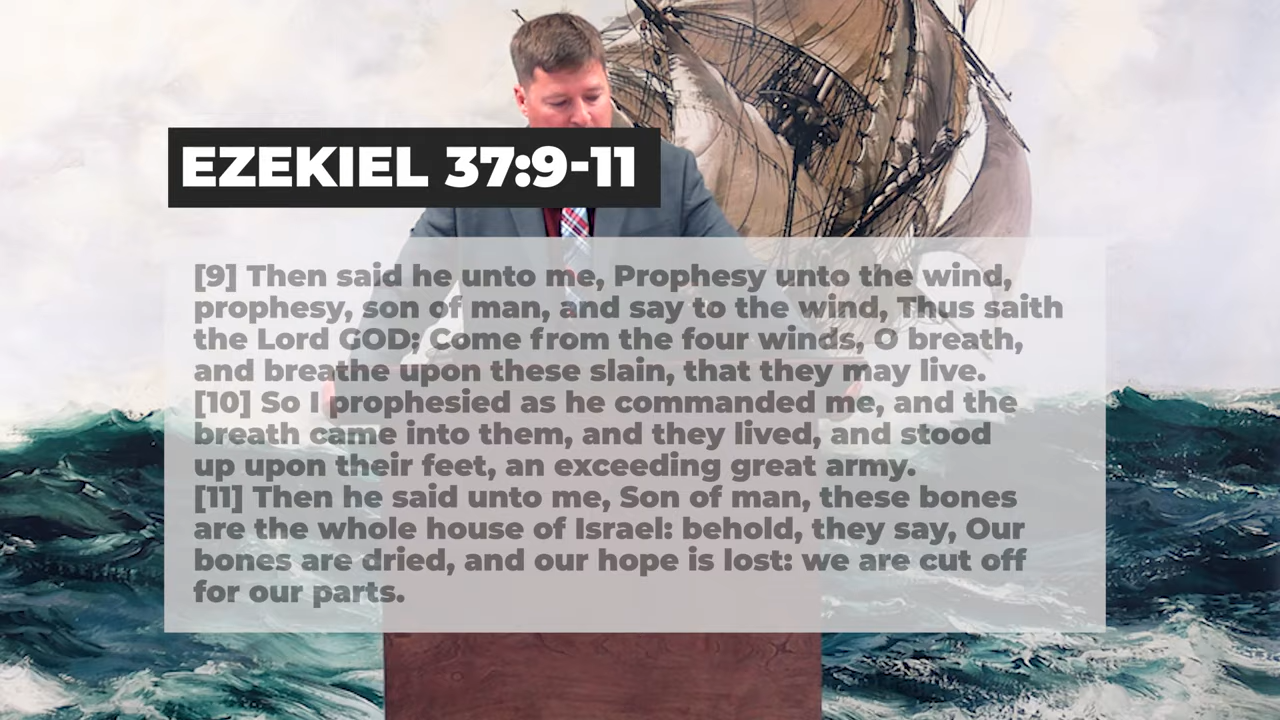 EZEKIEL 37:9-11
[9] Then said he unto me, Prophesy unto the wind,
prophesy, son of man, and say to the wind, Thus saith
the Lord GOD; Come from the four winds, O breath,
and breathe upon these slain, that they may live.
[10] So I prophesied as he commanded me, and the
breath came into them, and they lived, and stood
up upon their feet, an exceeding great army.
[11] Then he said unto me, Son of man, these bones
are the whole house of Israel: behold, they say, Our
bones are dried, and our hope is lost: we are cut off
for our parts.